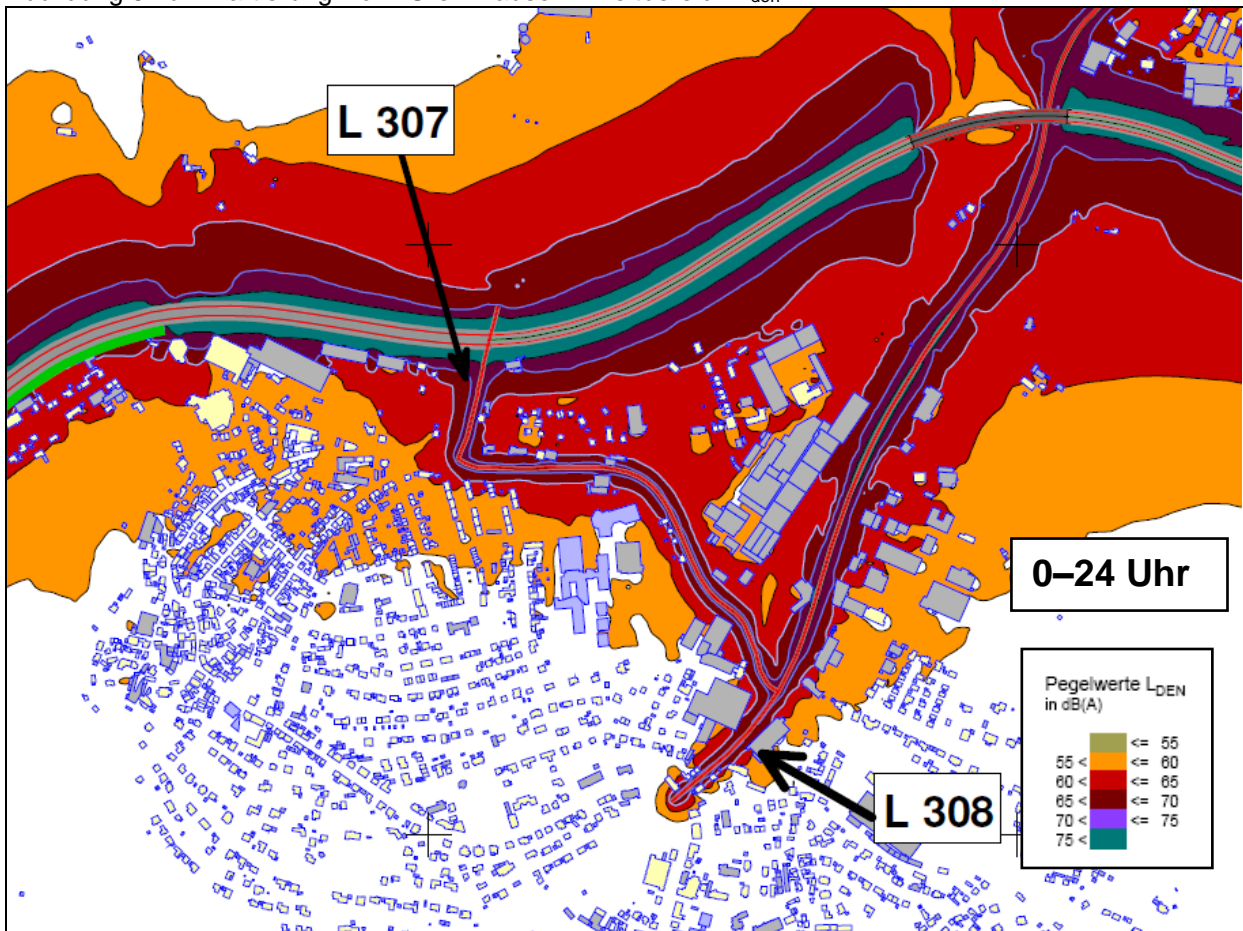 den
L 307
0–24 Uhr
Pegelwerte LDEN
in dB(A)
<= 55
55 < <= 60
60 < <= 65
65 < <= 70
70 < <= 75
75 <
L 308